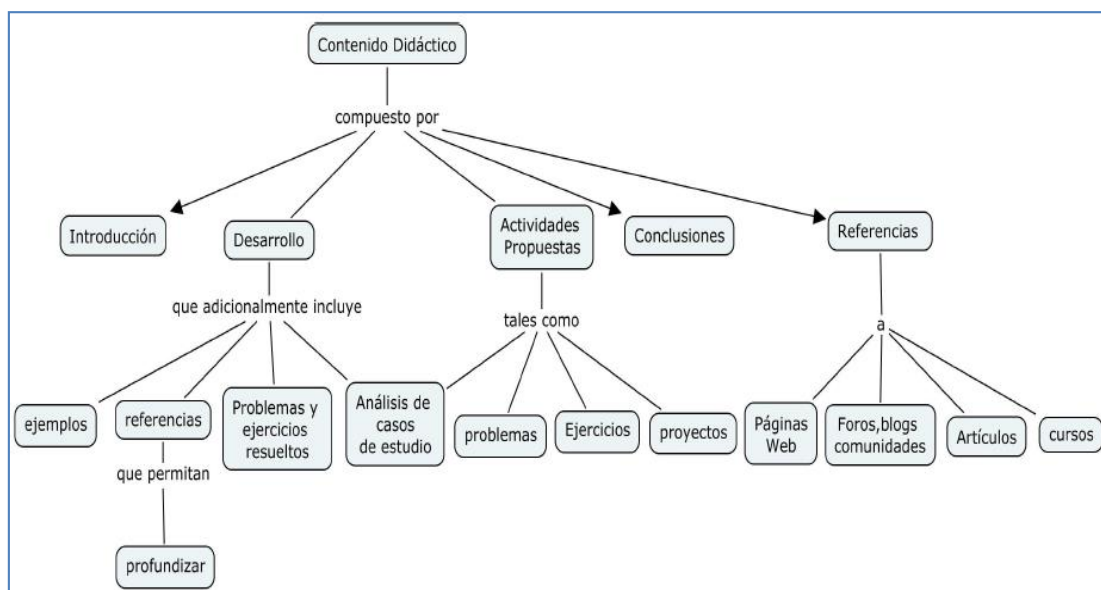 Contenido Didáctico
compuesto por
Introducción
Desarrollo
Actividades
Propuestas
Conclusiones
Referencias
que adicionalmente incluye
tales como
a
ejemplos
referencias
Problemas y
ejercicios
resueltos
Análisis de
casos
de estudio
problemas
Ejercicios
proyectos
Páginas
Web
Foros,blogs
comunidades
Artículos
cursos
que permitan
profundizar